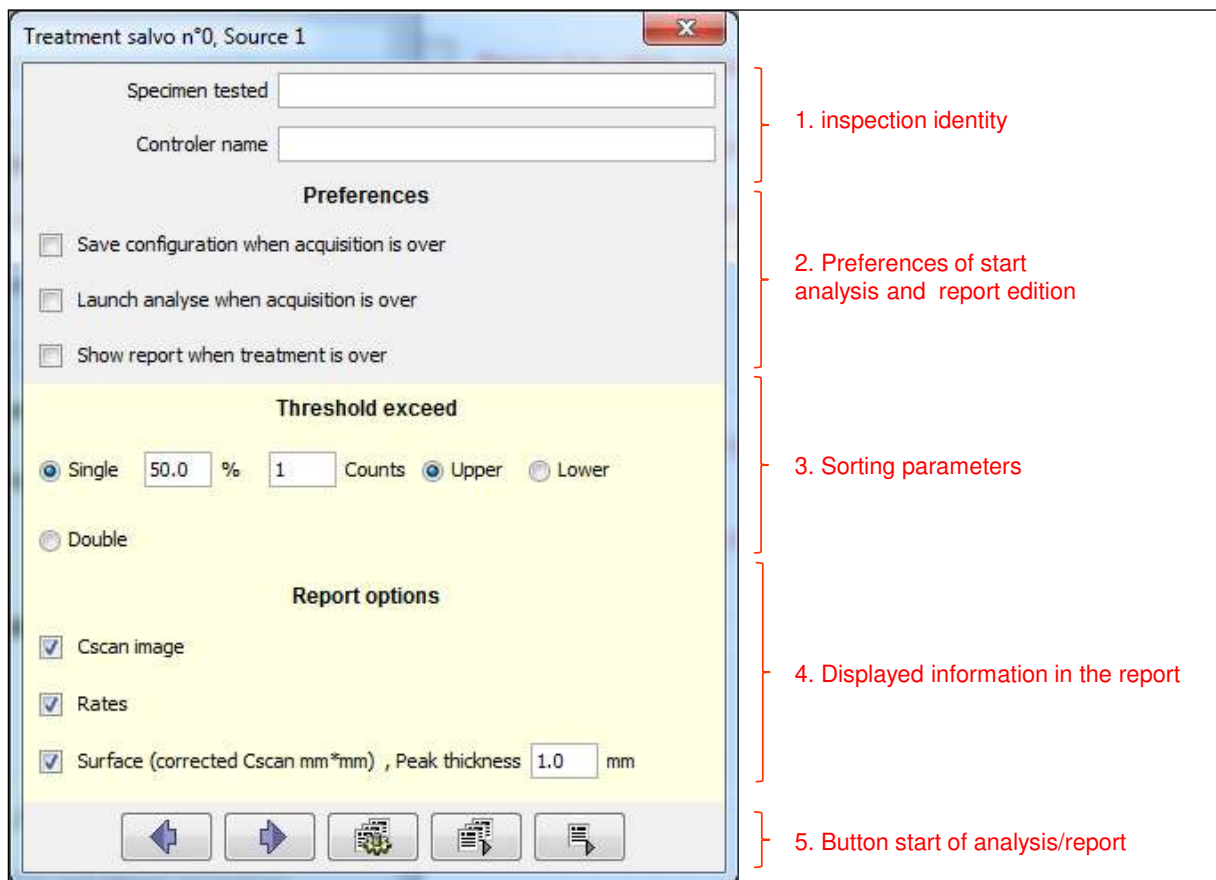 Treatment salvo n°0, Source 1
Specimen tested
Controler name
1. inspection identity
Preferences
Save configuration when acquisition is over
Launch analyse when acquisition is over
Show report when treatment is over
2. Preferences of start
analysis and report edition
Threshold exceed
Single 50.0 % 1 Counts Upper Lower
Double
3. Sorting parameters
Report options
Cscan image
Rates
Surface (corrected Cscan mm*mm) , Peak thickness 1.0 mm
4. Displayed information in the report
5. Button start of analysis/report